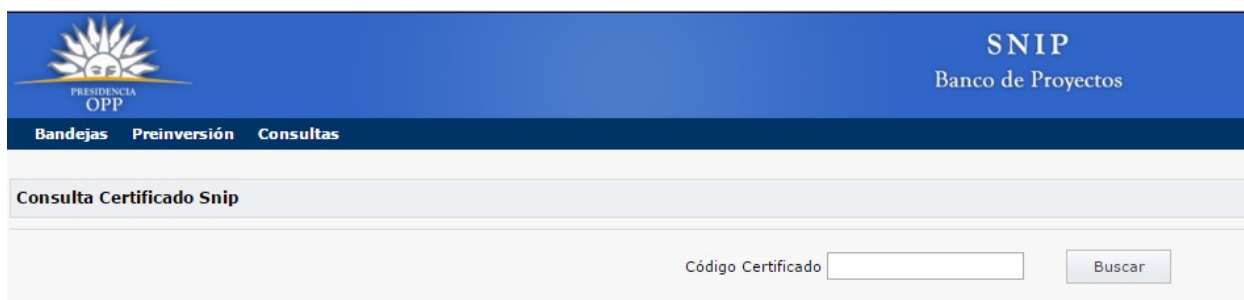 PRESIDENCIA
OPP
SNIP
Banco de Proyectos
Bandejas Preinversión Consultas
Consulta Certificado Snip
Código Certificado Buscar